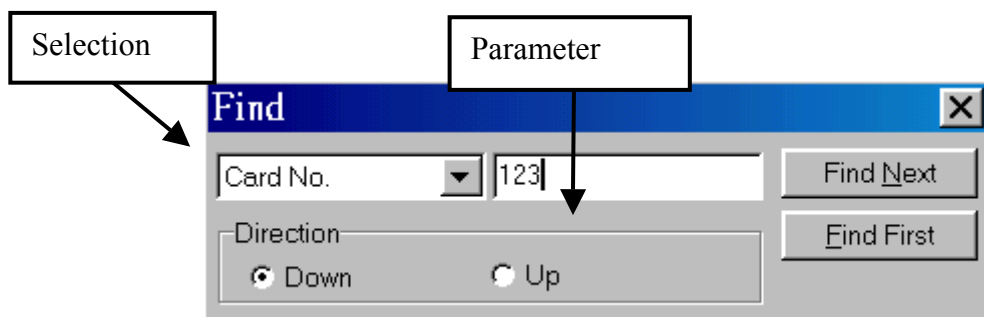 Selection
Parameter
Find
Card No.
123
Find Next
Direction
Find First
Down
Up